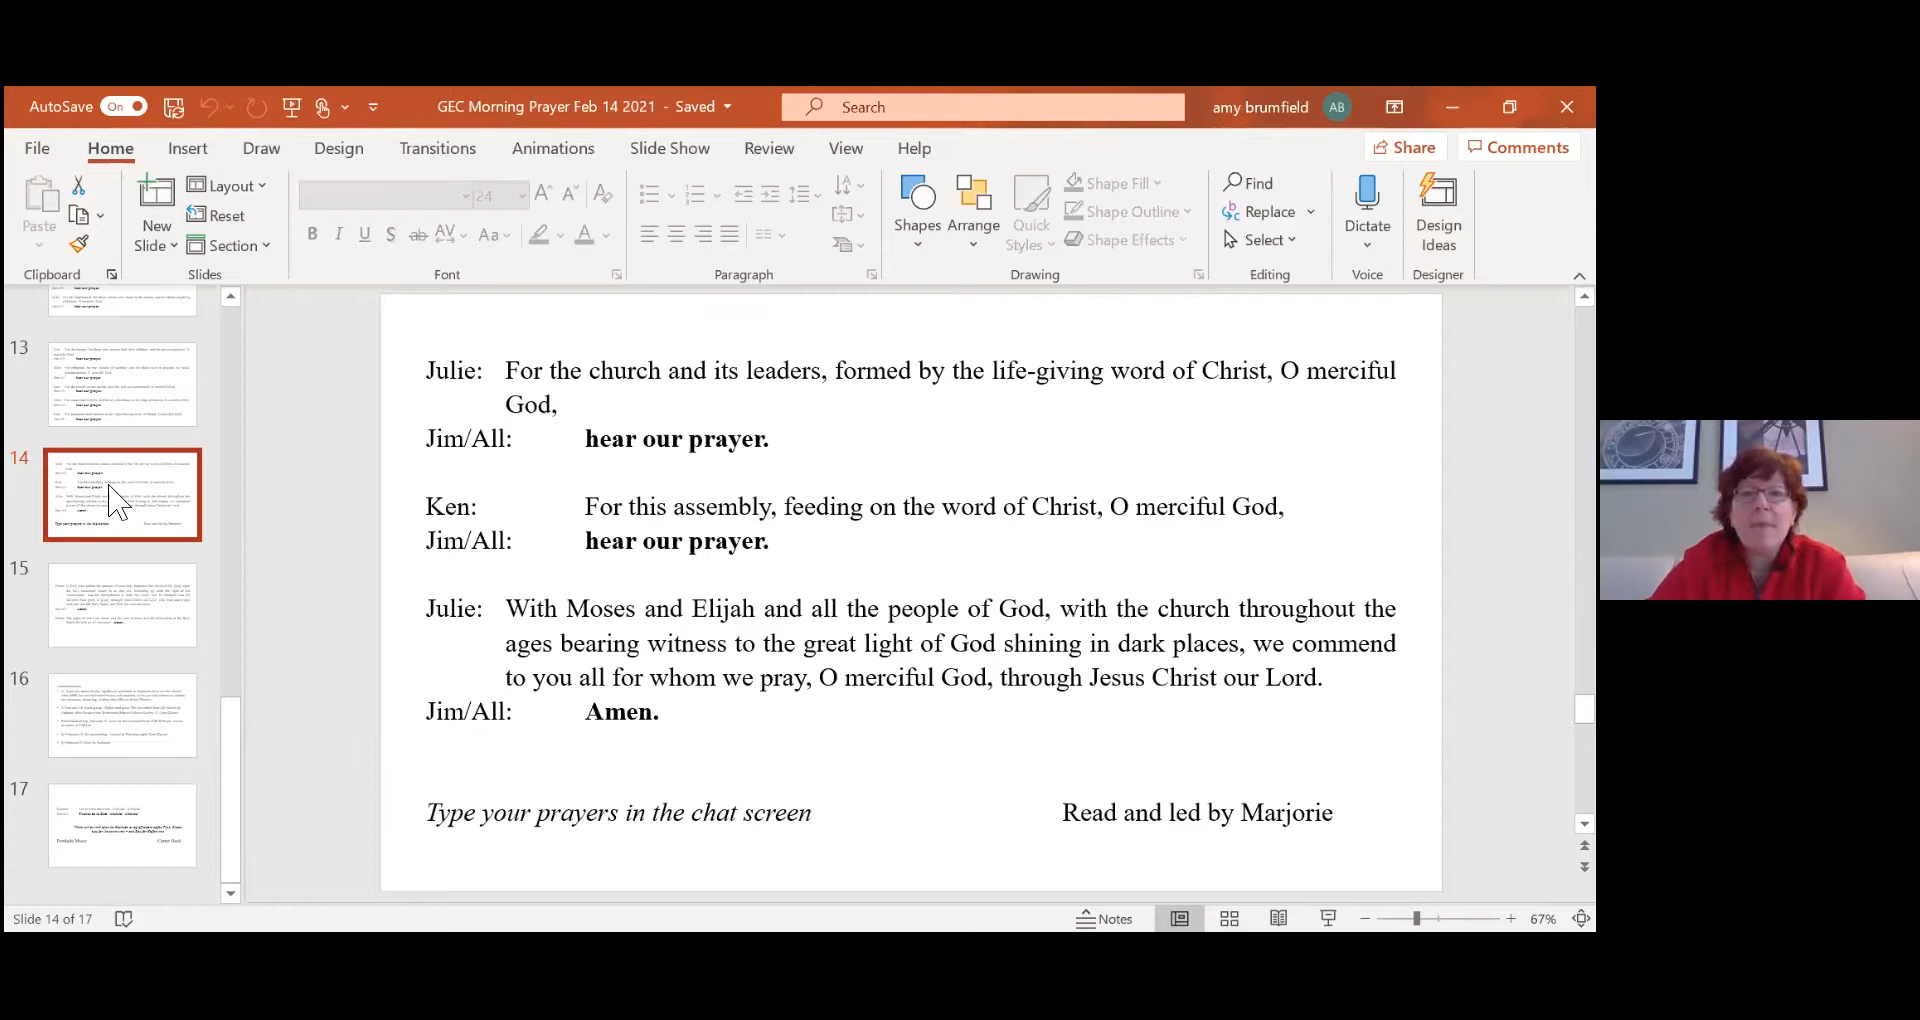 AutoSave On GEC Morning Prayer Feb 14 2021 - Saved Search amy brumfield AB
File Home Insert Draw Design Transitions Animations Slide Show Review View Help Share Comments
Paste New Slide Layout Reset Section
24
B I U S ab AV Aa A
Shapes Arrange Quick Styles Shape Fill Shape Outline Shape Effects
Find Replace Select
Dictate Design Ideas
Clipboard Slides Font Paragraph Drawing Editing Voice Designer
13
14
15
16
17
Julie: For the church and its leaders, formed by the life-giving word of Christ, O merciful
God,
Jim/All: hear our prayer.
Ken: For this assembly, feeding on the word of Christ, O merciful God,
Jim/All: hear our prayer.
Julie: With Moses and Elijah and all the people of God, with the church throughout the
ages bearing witness to the great light of God shining in dark places, we commend
to you all for whom we pray, O merciful God, through Jesus Christ our Lord.
Jim/All: Amen.
Type your prayers in the chat screen Read and led by Marjorie
Slide 14 of 17 Notes 67%